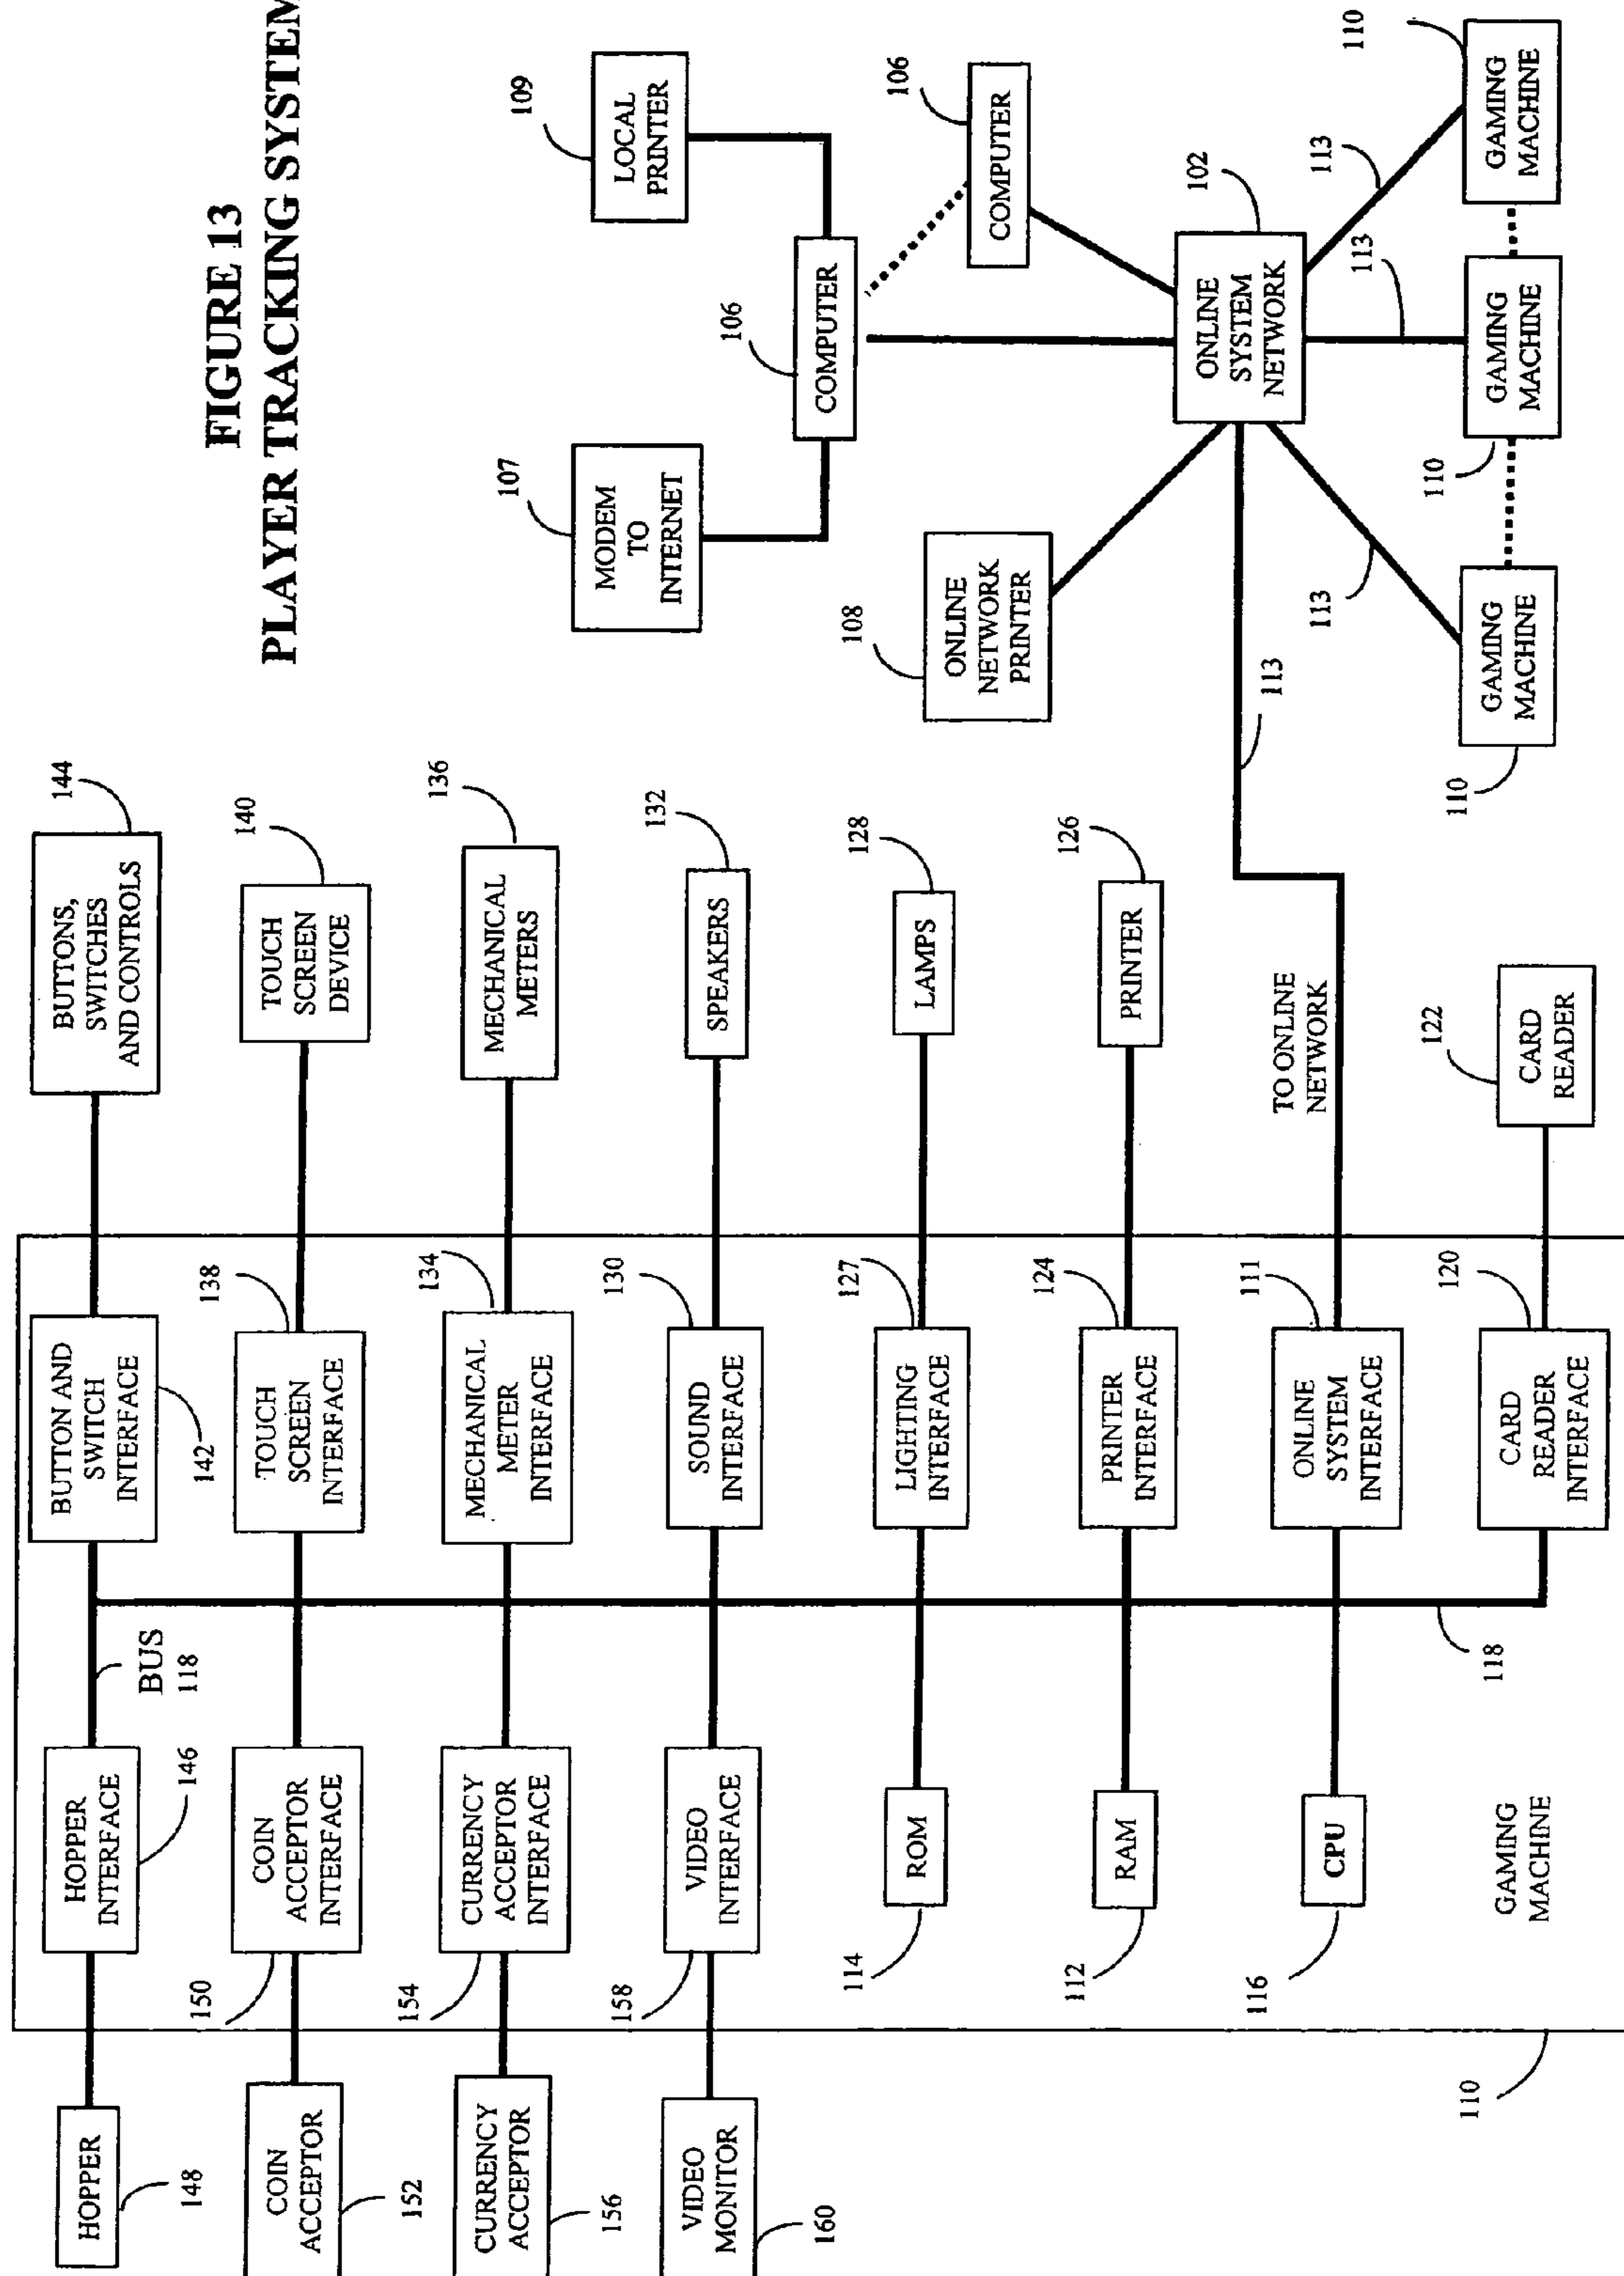 FIGURE 13
PLAYER TRACKING SYSTEM
HOPPER
148
HOPPER
INTERFACE
146
BUS
118
BUTTON AND
SWITCH
INTERFACE
142
BUTTONS,
SWITCHES
AND CONTROLS
144
COIN
ACCEPTOR
152
COIN
ACCEPTOR
INTERFACE
150
TOUCH
SCREEN
INTERFACE
138
TOUCH
SCREEN
DEVICE
140
CURRENCY
ACCEPTOR
156
CURRENCY
ACCEPTOR
INTERFACE
154
MECHANICAL
METER
INTERFACE
134
MECHANICAL
METERS
136
VIDEO
MONITOR
160
VIDEO
INTERFACE
158
SOUND
INTERFACE
130
SPEAKERS
132
ROM
114
LIGHTING
INTERFACE
127
LAMPS
128
RAM
112
PRINTER
INTERFACE
124
PRINTER
126
CPU
116
ONLINE
SYSTEM
INTERFACE
111
TO ONLINE
NETWORK
113
GAMING
MACHINE
110
118
CARD
READER
INTERFACE
120
CARD
READER
122
MODEM
TO
INTERNET
107
LOCAL
PRINTER
109
COMPUTER
106
COMPUTER
106
ONLINE
NETWORK
PRINTER
108
ONLINE
SYSTEM
NETWORK
102
113
113
113
GAMING
MACHINE
110
GAMING
MACHINE
110
GAMING
MACHINE
110